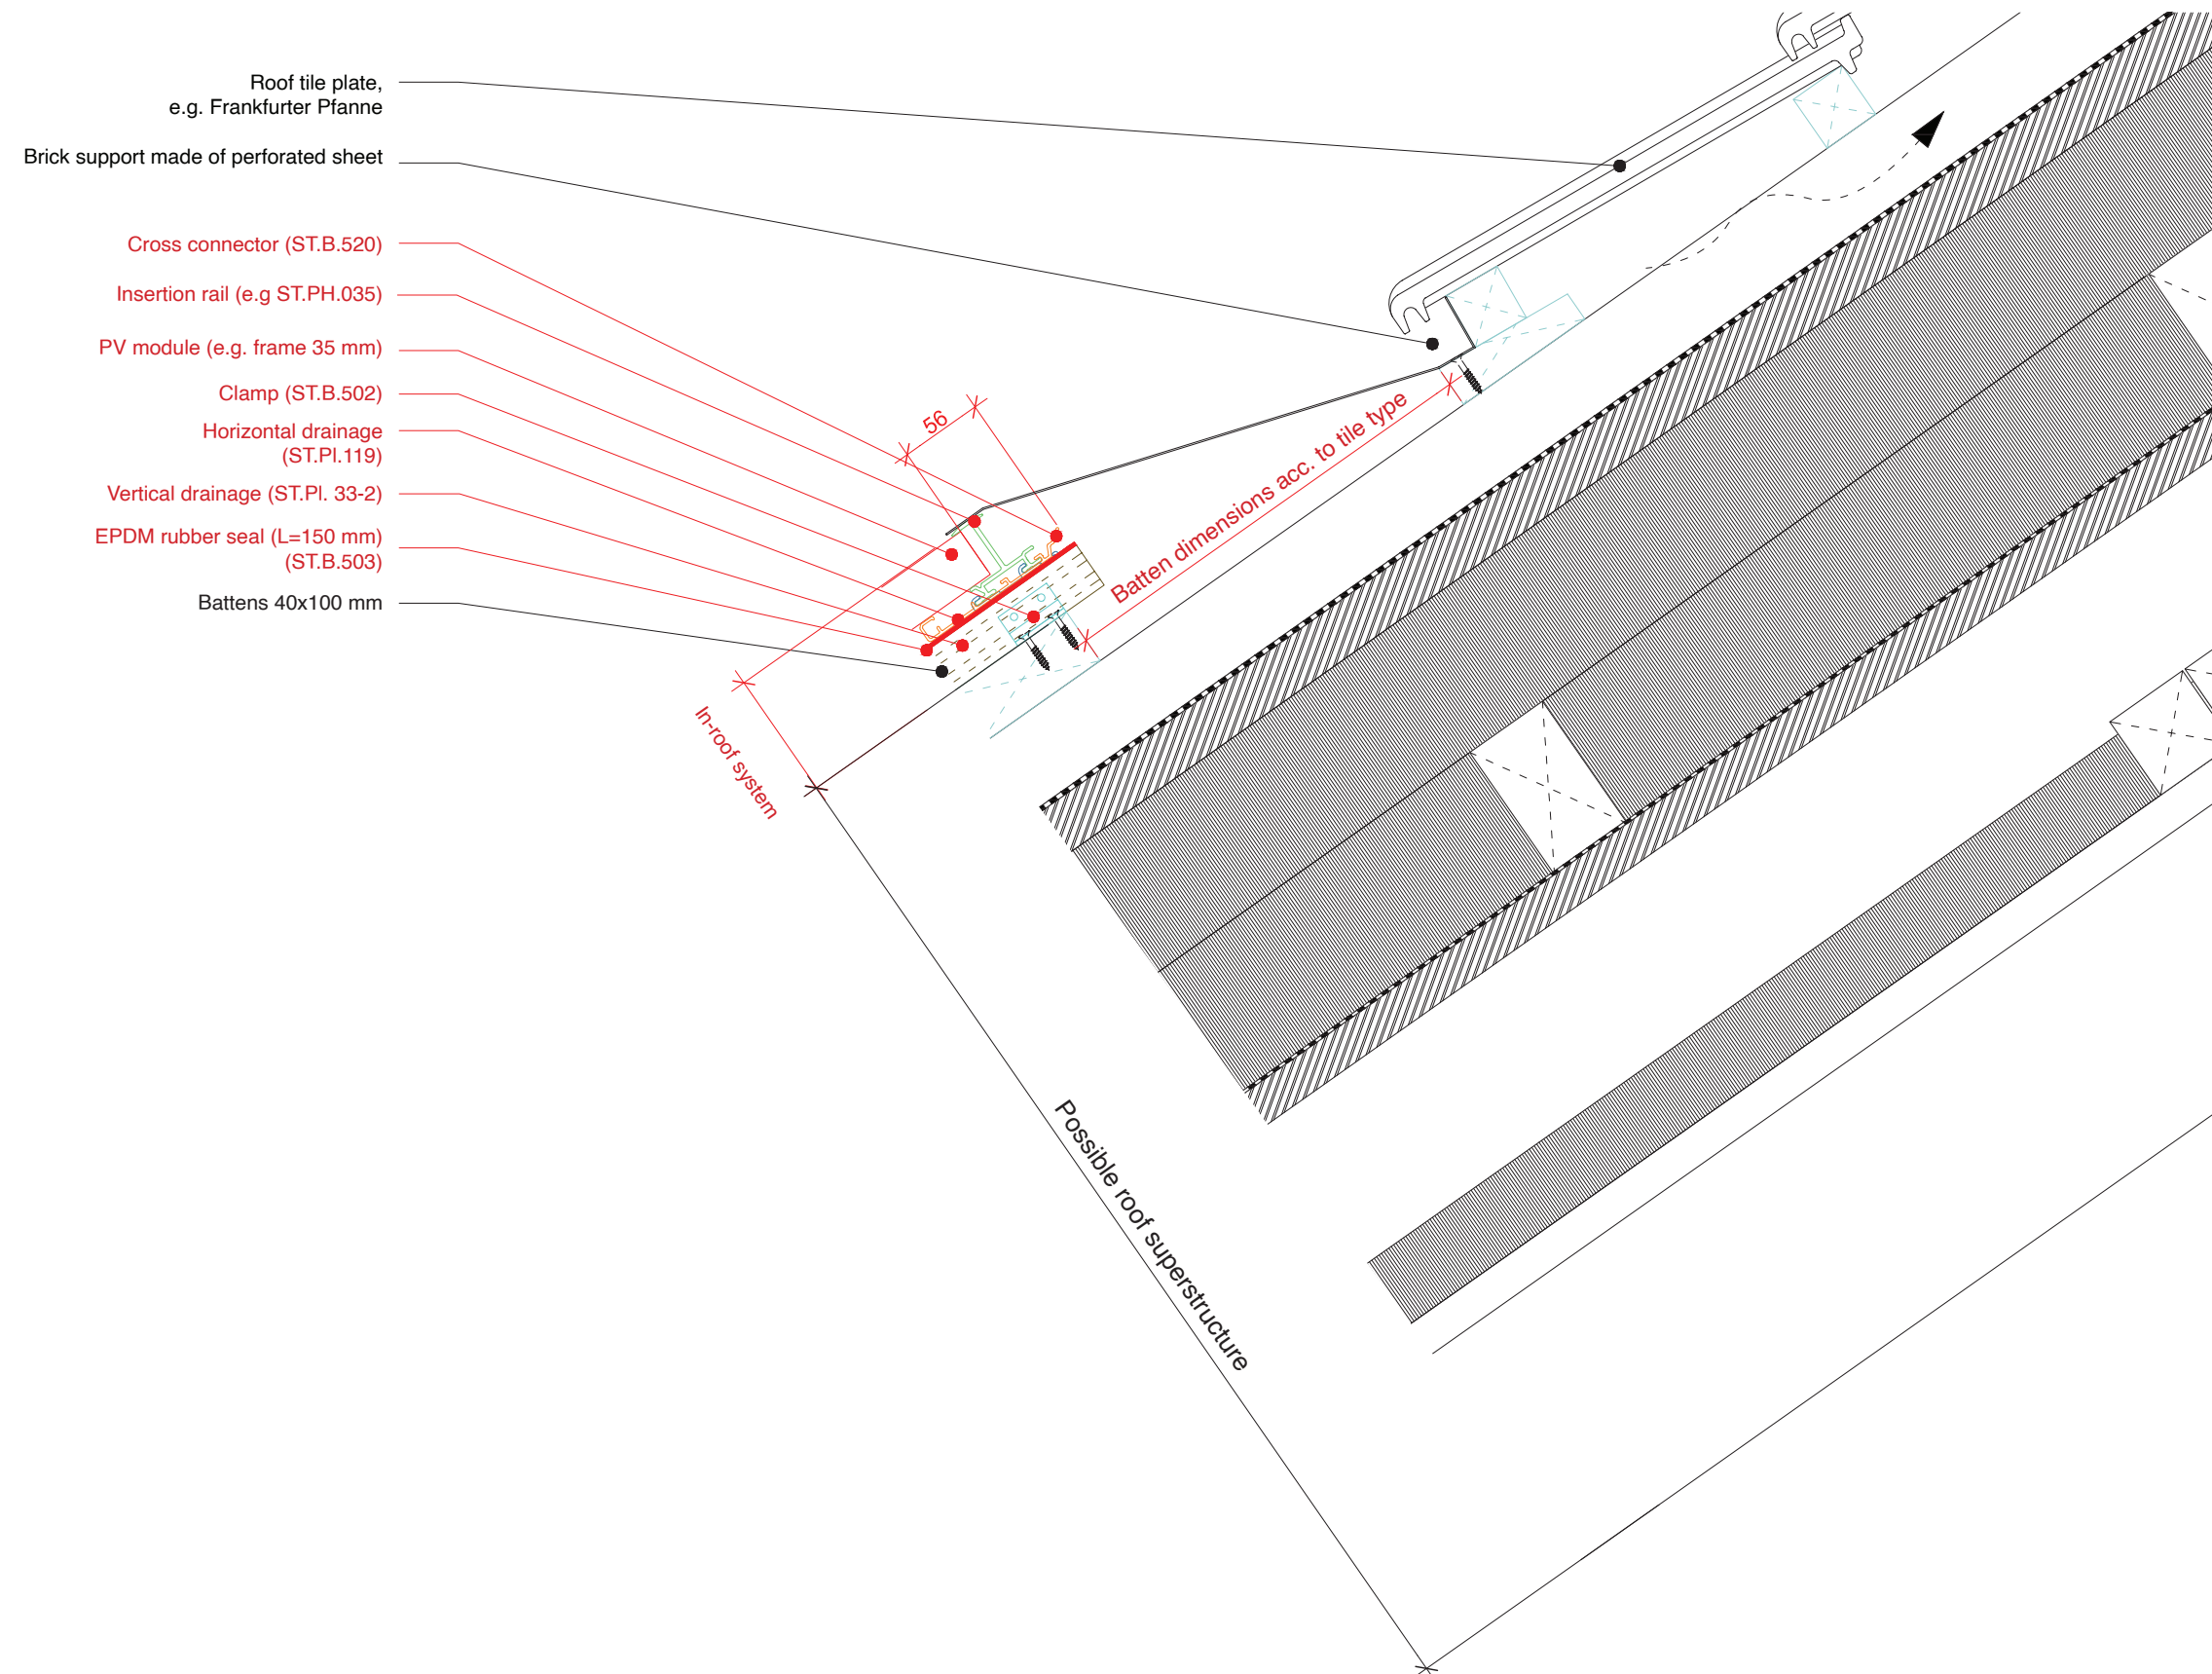 Roof tile plate,
e.g. Frankfurter Pfanne
Brick support made of perforated sheet
Cross connector (ST.B.520)
Insertion rail (e.g ST.PH.035)
PV module (e.g. frame 35 mm)
Clamp (ST.B.502)
Horizontal drainage
(ST.Pl.119)
Vertical drainage (ST.Pl. 33-2)
EPDM rubber seal (L=150 mm)
(ST.B.503)
Battens 40x100 mm
56
Batten dimensions acc. to tile type
In-roof system
Possible roof superstructure